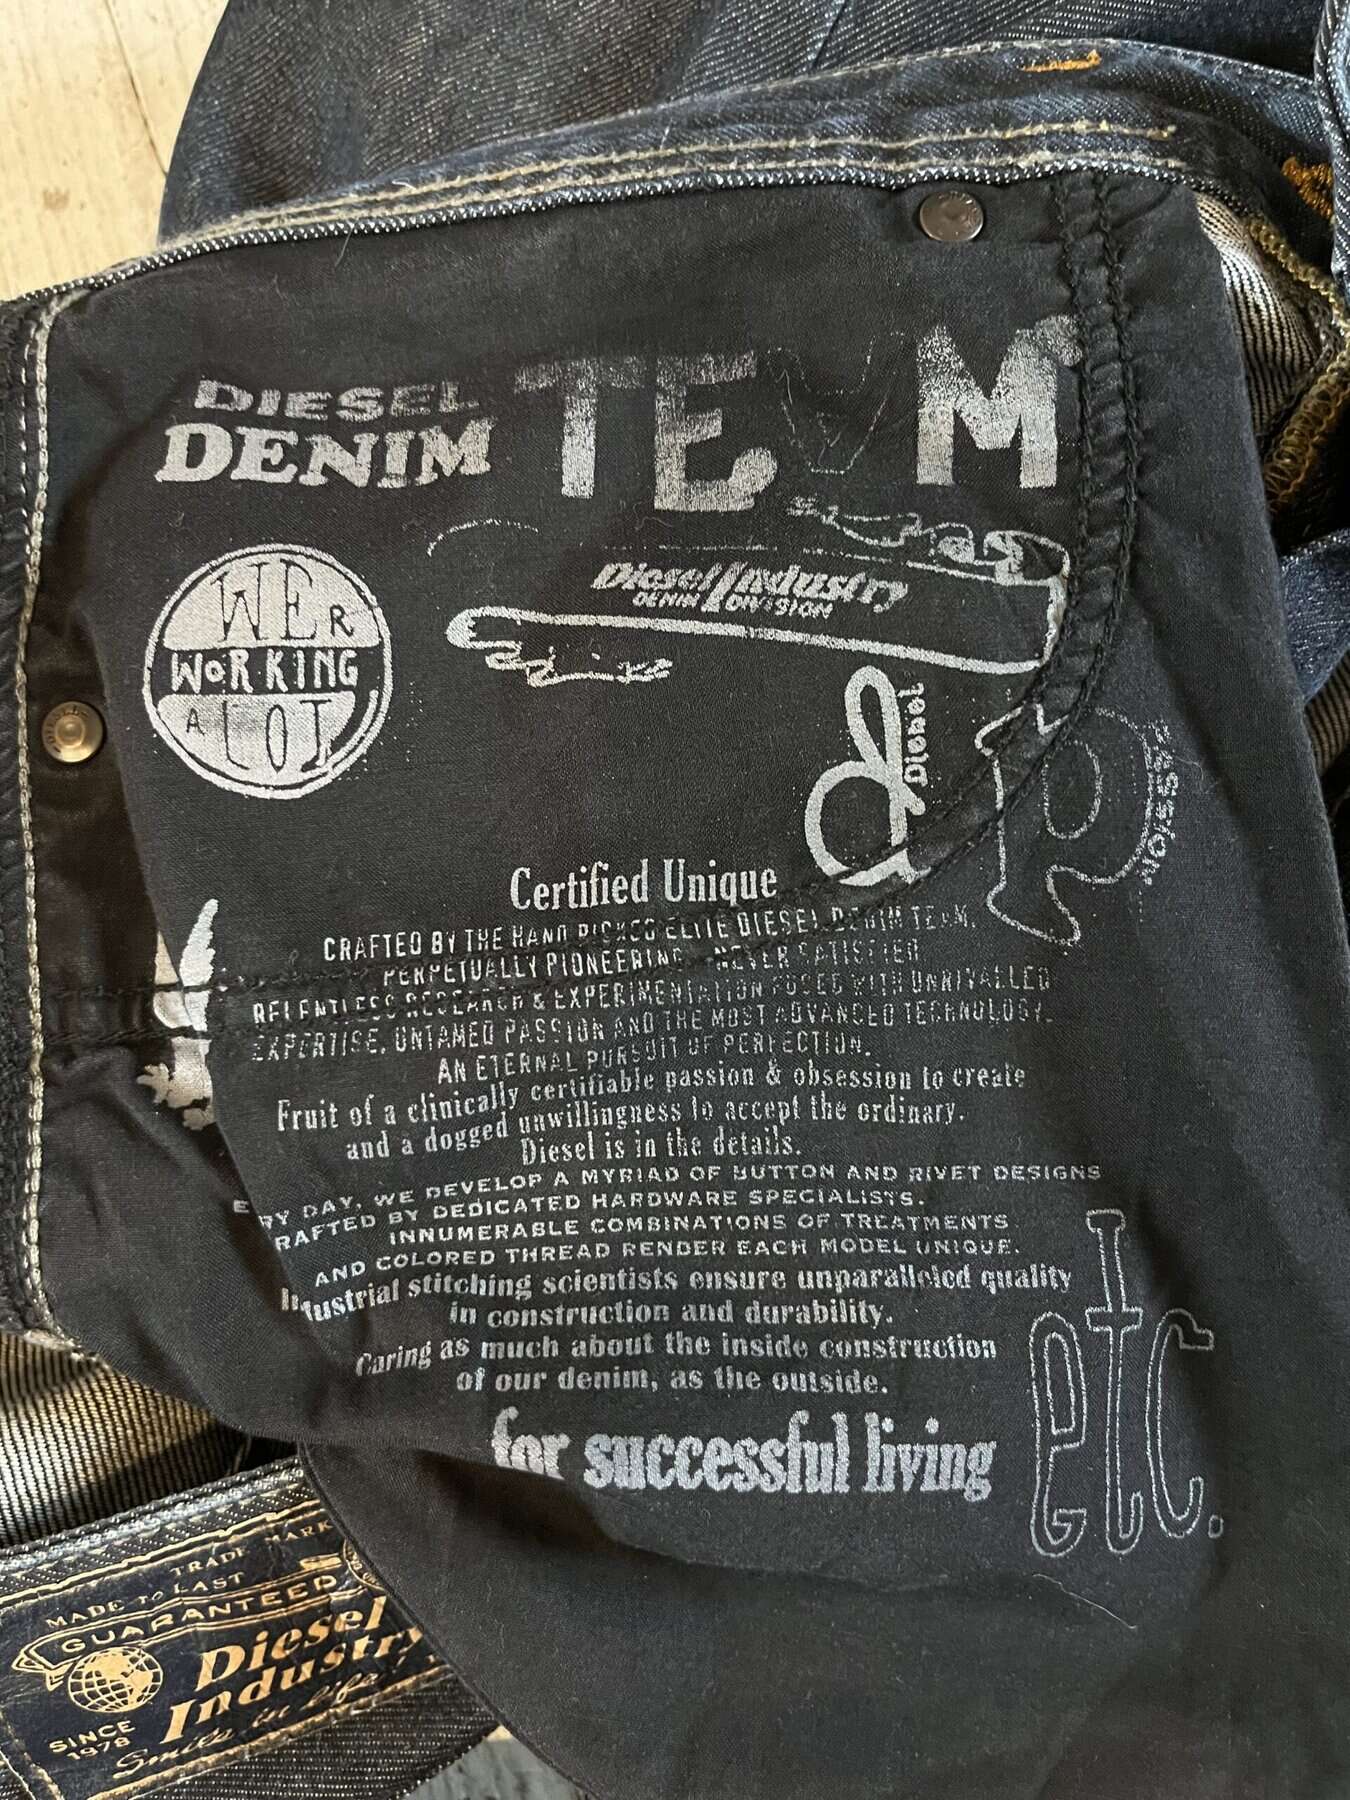 DIESEL
DENIM
TEAM
WE R
WORKING
A LOT
Diesel Industry
DENIM DIVISION
Diesel
P
PASSION
Certified Unique
CRAFTED BY THE HAND PICKED ELITE DIESEL DENIM TEAM.
PERPETUALLY PIONEERING - NEVER SATISFIED
RELENTLESS RESEARCH & EXPERIMENTATION FUSED WITH UNRIVALLED
EXPERTISE, UNTAMED PASSION AND THE MOST ADVANCED TECHNOLOGY.
AN ETERNAL PURSUIT OF PERFECTION.
Fruit of a clinically certifiable passion & obsession to create
and a dogged unwillingness to accept the ordinary.
Diesel is in the details.
E RY DAY, WE DEVELOP A MYRIAD OF BUTTON AND RIVET DESIGNS
RAFTED BY DEDICATED HARDWARE SPECIALISTS.
INNUMERABLE COMBINATIONS OF TREATMENTS
AND COLORED THREAD RENDER EACH MODEL UNIQUE.
Industrial stitching scientists ensure unparalleled quality
in construction and durability.
Caring as much about the inside construction
of our denim, as the outside.
for successful living
etc.
TRADE MARK
MADE TO LAST
GUARANTEED
Diesel
Industry
SINCE
1978